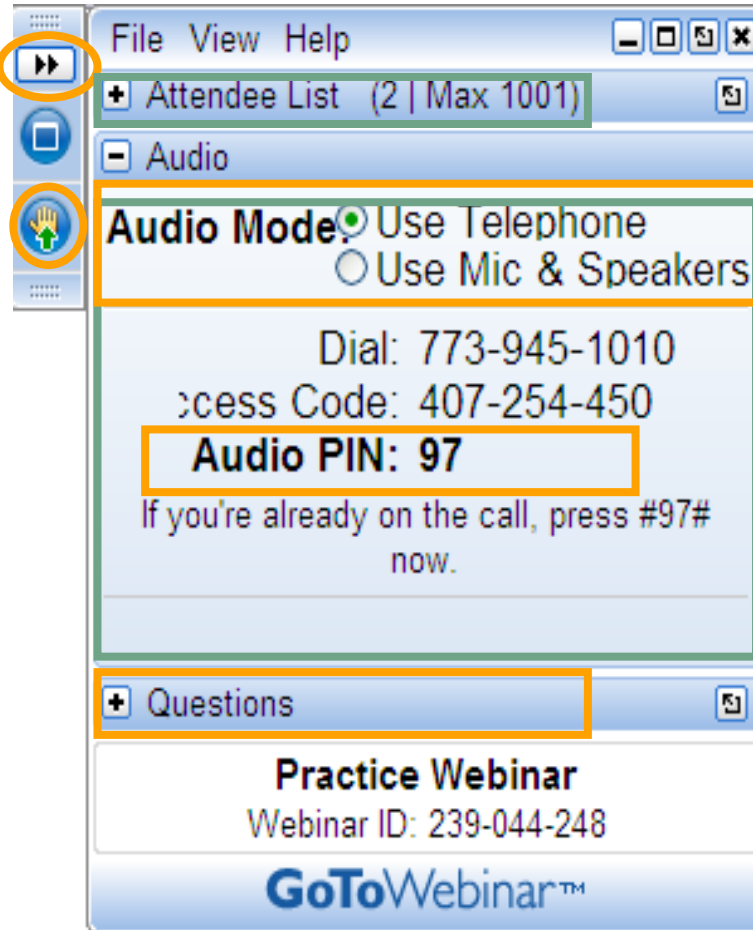 File View Help
Attendee List (2 | Max 1001)
Audio
Audio Mode: Use Telephone
Use Mic & Speakers
Dial: 773-945-1010
Code: 407-254-450
Audio PIN: 97
If you're already on the call, press #97#
now.
Questions
Practice Webinar
Webinar ID: 239-044-248
GoToWebinar™